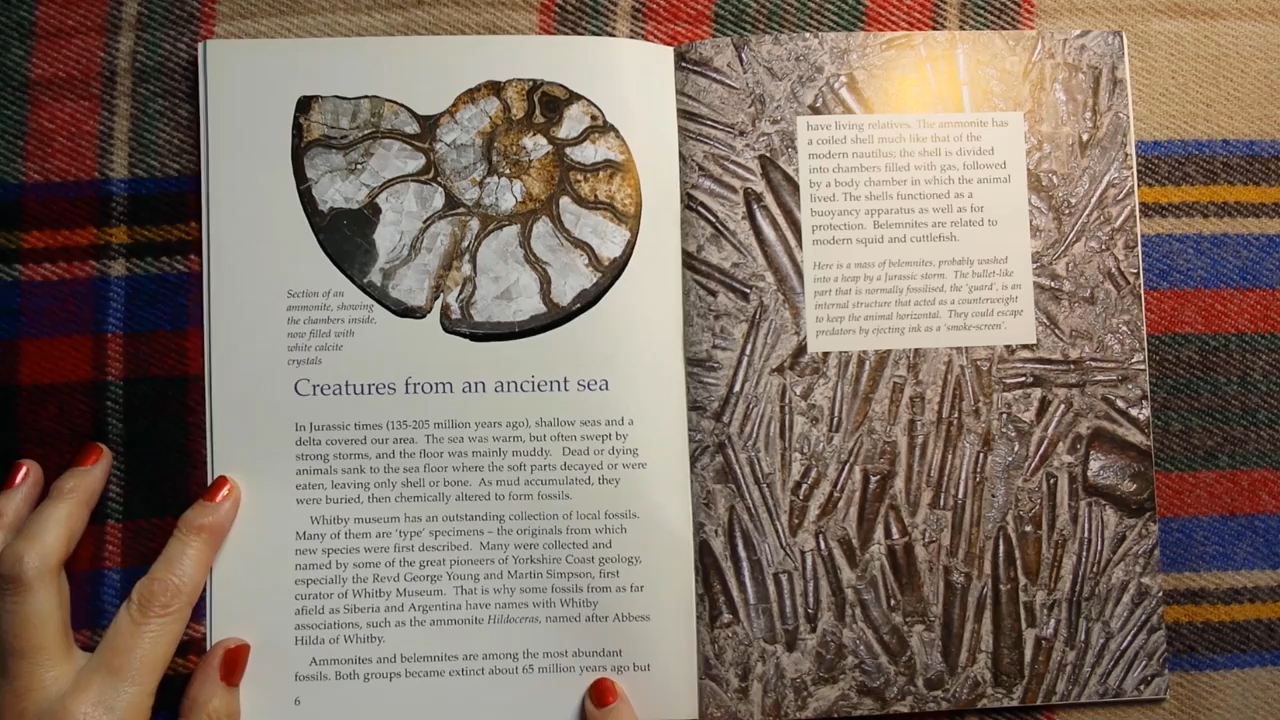 Section of an
ammonite, showing
the chambers inside,
now filled with
white calcite
crystals
Creatures from an ancient sea
In Jurassic times (135-205 million years ago), shallow seas and a
delta covered our area. The sea was warm, but often swept by
strong storms, and the floor was mainly muddy. Dead or dying
animals sank to the sea floor where the soft parts decayed or were
eaten, leaving only shell or bone. As mud accumulated, they
were buried, then chemically altered to form fossils.
Whitby museum has an outstanding collection of local fossils.
Many of them are 'type' specimens – the originals from which
new species were first described. Many were collected and
named by some of the great pioneers of Yorkshire Coast geology,
especially the Revd George Young and Martin Simpson, first
curator of Whitby Museum. That is why some fossils from as far
afield as Siberia and Argentina have names with Whitby
associations, such as the ammonite Hildoceras, named after Abbess
Hilda of Whitby.
Ammonites and belemnites are among the most abundant
fossils. Both groups became extinct about 65 million years ago but
6
have living relatives. The ammonite has
a coiled shell much like that of the
modern nautilus; the shell is divided
into chambers filled with gas, followed
by a body chamber in which the animal
lived. The shells functioned as a
buoyancy apparatus as well as for
protection. Belemnites are related to
modern squid and cuttlefish.
Here is a mass of belemnites, probably washed
into a heap by a Jurassic storm. The bullet-like
part that is normally fossilised, the 'guard', is an
internal structure that acted as a counterweight
to keep the animal horizontal. They could escape
predators by ejecting ink as a 'smoke-screen'.